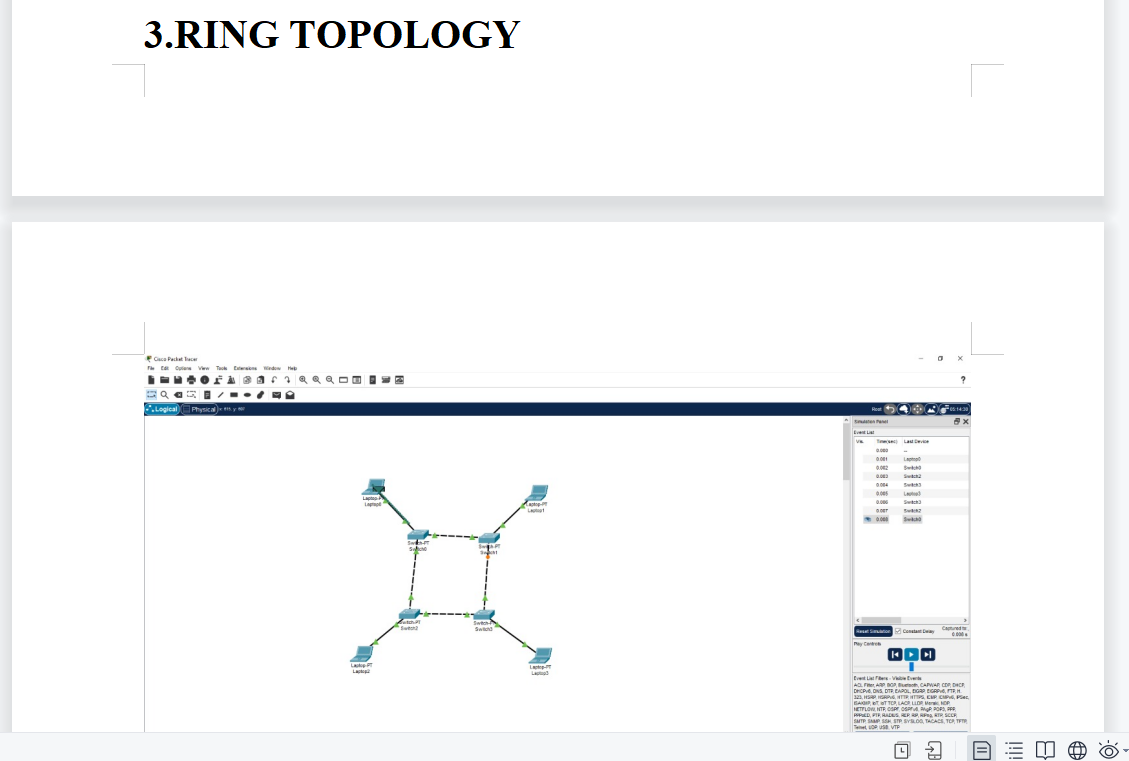 3.RING TOPOLOGY
Cisco Packet Tracer
File Edit Options View Tools Extensions Window Help
?
Logical Physical
Root
Simulation Panel
Event List
Vis. Time(sec) Last Device
0.000 --
0.001 Laptop0
0.002 Switch0
0.003 Switch2
0.004 Switch3
0.005 Laptop3
0.006 Switch3
0.007 Switch2
0.008 Switch0
Laptop0
Laptop-PT
Laptop1
Switch-PT
Switch0
Switch-PT
Switch1
Switch-PT
Switch2
Switch-PT
Switch3
Laptop-PT
Laptop2
Laptop-PT
Laptop3
Reset Simulation Constant Delay Captured to:
0.008 s
Play Controls
Event List Filters - Visible Events
ACL Filter, ARP, BGP, Bluetooth, CAPWAP, CDP, DHCP,
DHCPv6, DNS, DTP, EAPOL, EIGRP, EIGRPv6, FTP, H.
323, HSRP, HSRPv6, HTTP, HTTPS, ICMP, ICMPv6, IPSec,
ISAKMP, IoT, IoT TCP, LACP, LLDP, Meraki, NDP,
NETFLOW, NTP, OSPF, OSPFv6, PAgP, POP3, PPP,
PPPoED, PTP, RADIUS, REP, RIP, RIPng, RTP, SCCP,
SMTP, SNMP, SSH, STP, SYSLOG, TACACS, TCP, TFTP,
Telnet, UDP, USB, VTP